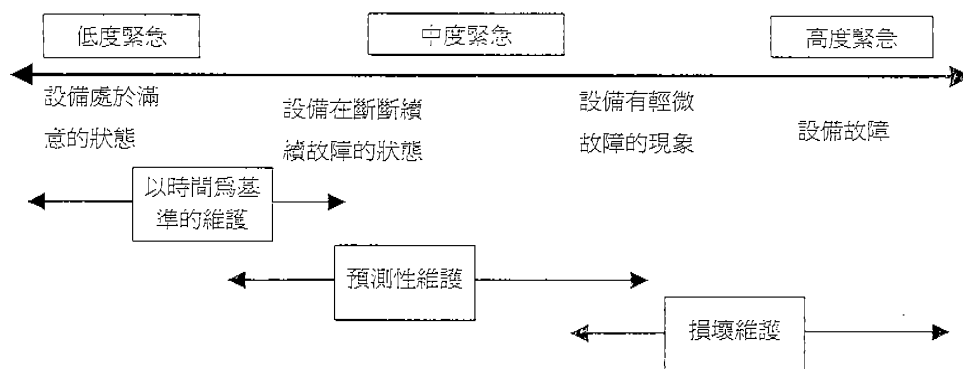 低度緊急
中度緊急
高度緊急
設備處於滿
意的狀態
設備在斷斷續
續故障的狀態
設備有輕微
故障的現象
設備故障
以時間爲基
準的維護
預測性維護
損壞維護